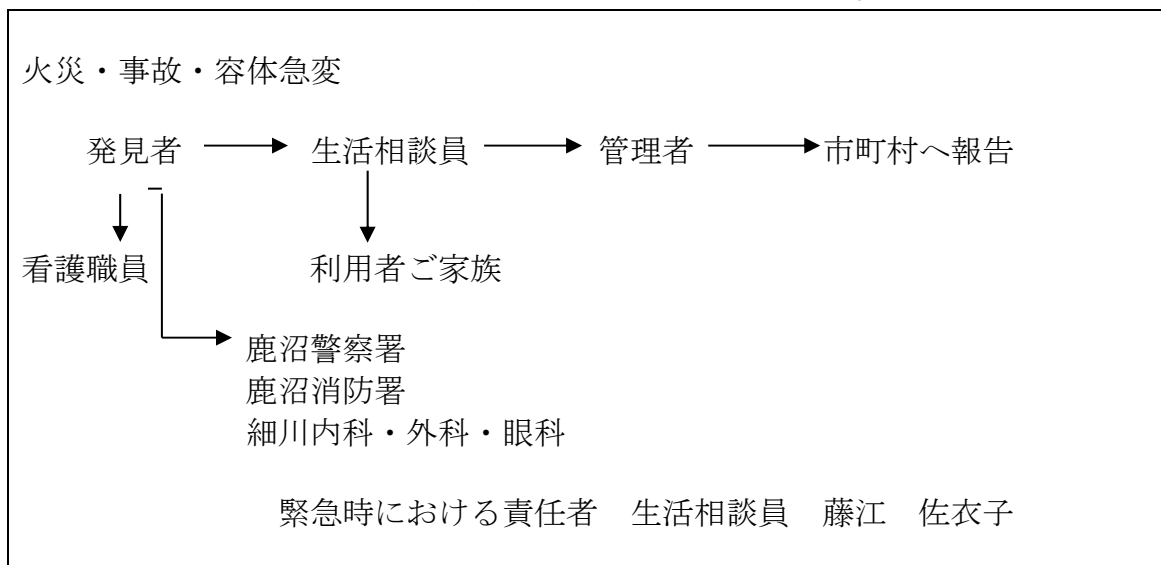 火災・事故・容体急変
発見者 生活相談員 管理者 市町村へ報告
看護職員 利用者ご家族
鹿沼警察署
鹿沼消防署
細川内科・外科・眼科
緊急時における責任者 生活相談員 藤江 佐衣子